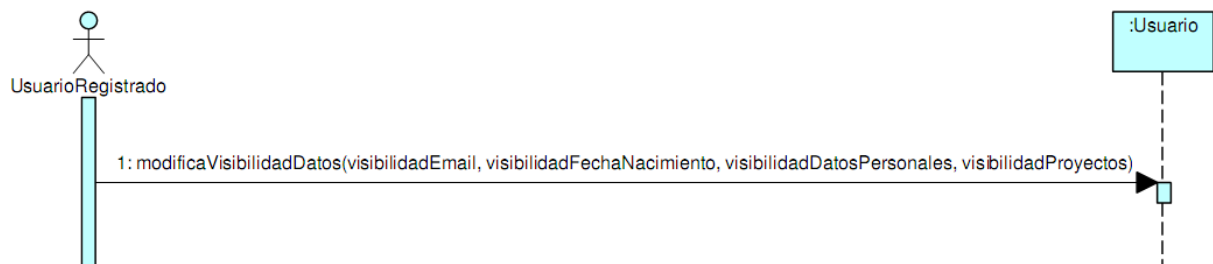 :Usuario
UsuarioRegistrado
1: modificaVisibilidadDatos(visibilidadEmail, visibilidadFechaNacimiento, visibilidadDatosPersonales, visibilidadProyectos)